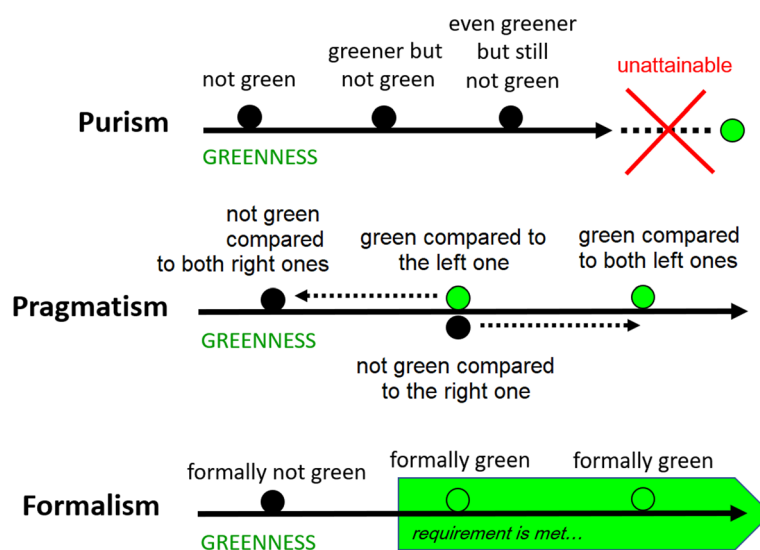 even greener
greener but
but still
not green
not green
not green
unattainable
Purism
GREENNESS
not green
compared
to both right ones
green compared to
the left one
green compared
to both left ones
Pragmatism
GREENNESS
not green compared
to the right one
formally not green
formally green
formally green
Formalism
GREENNESS
requirement is met…